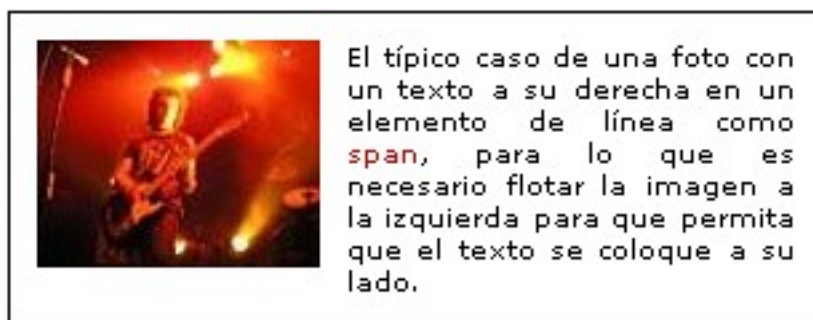 El típico caso de una foto con
un texto a su derecha en un
elemento de línea como
span, para lo que es
necesario flotar la imagen a
la izquierda para que permita
que el texto se coloque a su
lado.